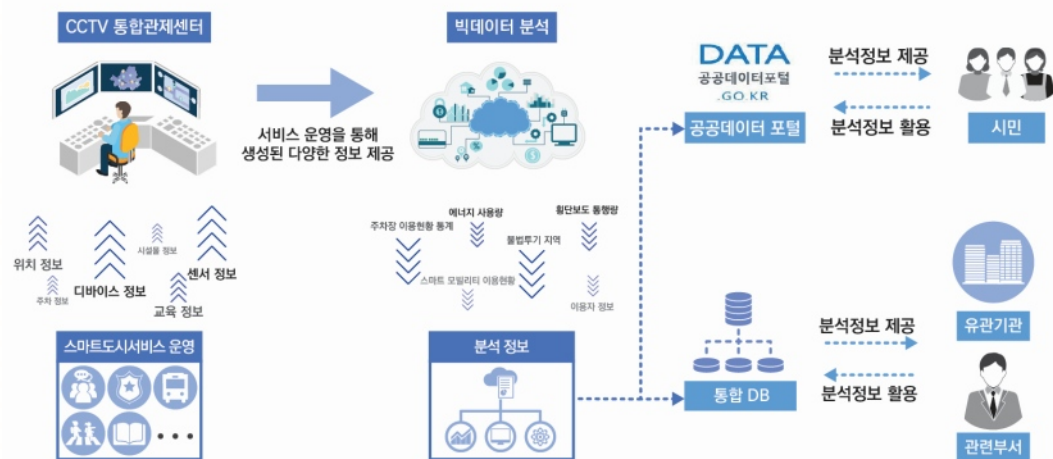 CCTV 통합관제센터
서비스 운영을 통해
생성된 다양한 정보 제공
위치 정보
주차 정보
디바이스 정보
시설물 정보
교육 정보
센서 정보
스마트도시서비스 운영
빅데이터 분석
주차장 이용현황 통계
에너지 사용량
불법투기 지역
횡단보도 통행량
스마트 모빌리티 이용현황
이용자 정보
분석 정보
DATA
공공데이터포털
.GO.KR
공공데이터 포털
분석정보 제공
분석정보 활용
시민
통합 DB
분석정보 제공
분석정보 활용
유관기관
관련부서